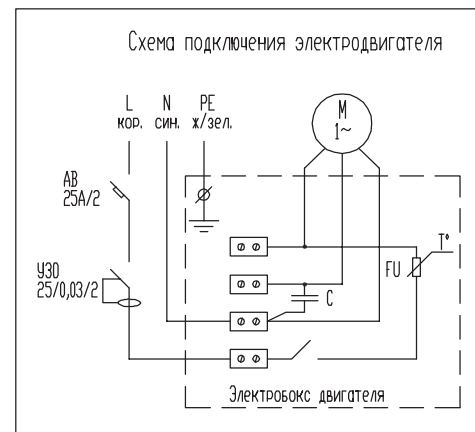 Схема подключения электродвигателя
L N PE
кор. син. ж/зел.
М
1~
АВ
25А/2
УЗО
25/0,03/2
Т°
FU
С
Электробокс двигателя